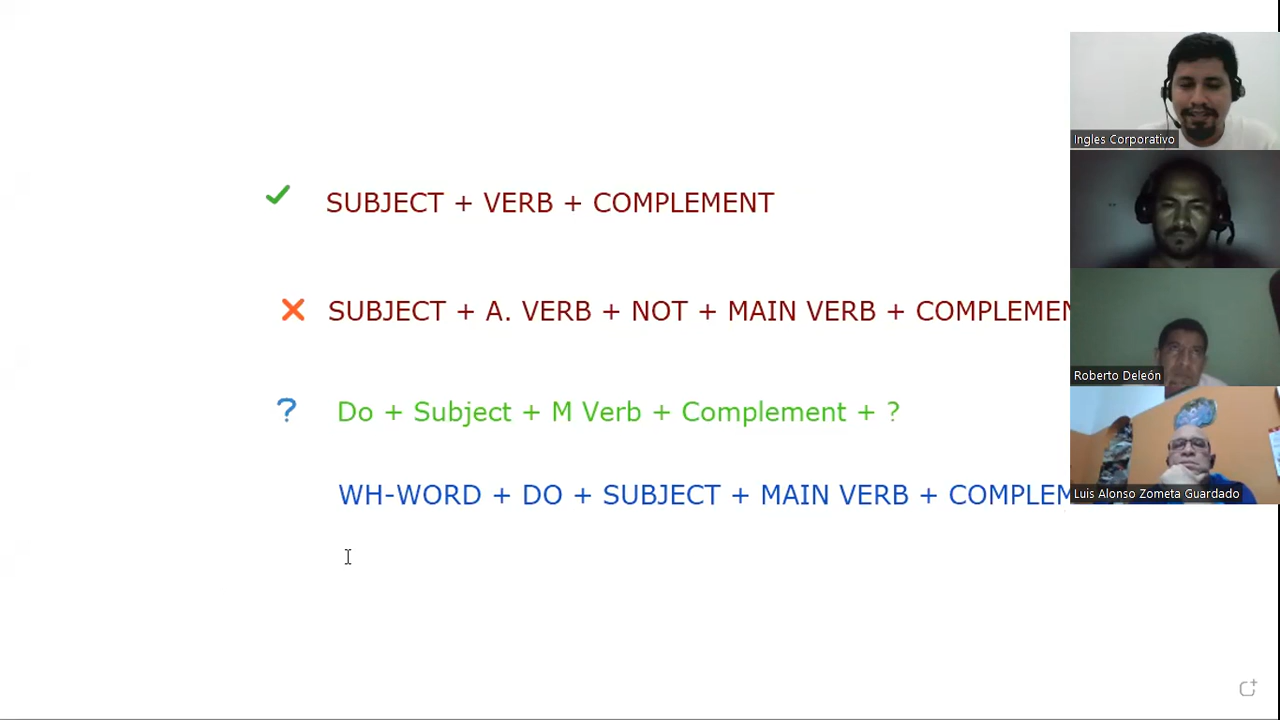 SUBJECT + VERB + COMPLEMENT
SUBJECT + A. VERB + NOT + MAIN VERB + COMPLEMEN
? Do + Subject + M Verb + Complement + ?
WH-WORD + DO + SUBJECT + MAIN VERB + COMPLEM
Ingles Corporativo
Roberto Deleón
Luis Alonso Zometa Guardado